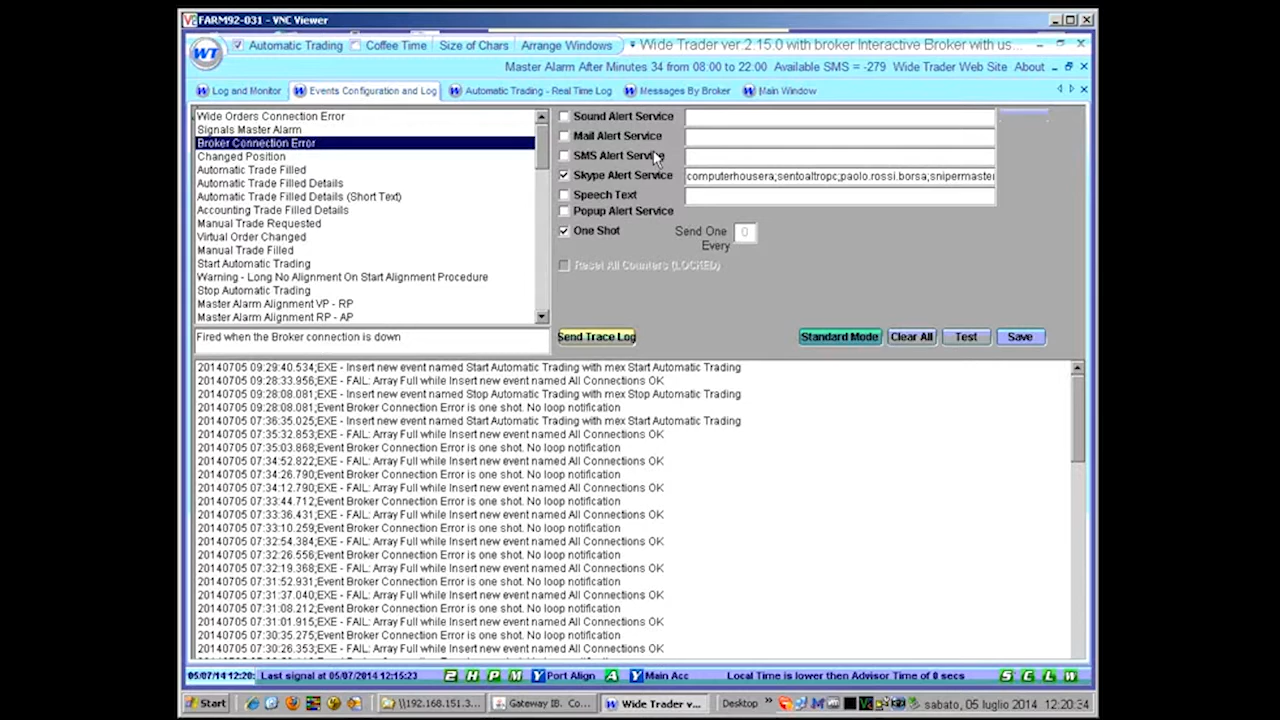 FARM92-031 - VNC Viewer
WT Automatic Trading Coffee Time Size of Chars Arrange Windows Wide Trader ver.2.15.0 with broker Interactive Broker with us...
Master Alarm After Minutes 34 from 08.00 to 22.00 Available SMS = -279 Wide Trader Web Site About
Log and Monitor Events Configuration and Log Automatic Trading - Real Time Log Messages By Broker Main Window
Wide Orders Connection Error
Signals Master Alarm
Broker Connection Error
Changed Position
Automatic Trade Filled
Automatic Trade Filled Details
Automatic Trade Filled Details (Short Text)
Accounting Trade Filled Details
Manual Trade Requested
Virtual Order Changed
Manual Trade Filled
Start Automatic Trading
Warning - Long No Alignment On Start Alignment Procedure
Stop Automatic Trading
Master Alarm Alignment VP - RP
Master Alarm Alignment RP - AP
Fired when the Broker connection is down
Sound Alert Service
Mail Alert Service
SMS Alert Service
Skype Alert Service computerhousera;sentoaltropc;paolo.rossi.borsa;snipermaster
Speech Text
Popup Alert Service
One Shot Send One Every 0
Reset All Counters (LOCKED)
Send Trace Log Standard Mode Clear All Test Save
20140705 09:29:40.534;EXE - Insert new event named Start Automatic Trading with mex Start Automatic Trading
20140705 09:28:33.956;EXE - FAIL: Array Full while Insert new event named All Connections OK
20140705 09:28:08.081;EXE - Insert new event named Stop Automatic Trading with mex Stop Automatic Trading
20140705 09:28:08.081;Event Broker Connection Error is one shot. No loop notification
20140705 07:36:35.025;EXE - Insert new event named Start Automatic Trading with mex Start Automatic Trading
20140705 07:35:32.853;EXE - FAIL: Array Full while Insert new event named All Connections OK
20140705 07:35:03.868;Event Broker Connection Error is one shot. No loop notification
20140705 07:34:52.822;EXE - FAIL: Array Full while Insert new event named All Connections OK
20140705 07:34:26.790;Event Broker Connection Error is one shot. No loop notification
20140705 07:34:12.790;EXE - FAIL: Array Full while Insert new event named All Connections OK
20140705 07:33:44.712;Event Broker Connection Error is one shot. No loop notification
20140705 07:33:36.431;EXE - FAIL: Array Full while Insert new event named All Connections OK
20140705 07:33:10.259;Event Broker Connection Error is one shot. No loop notification
20140705 07:32:54.384;EXE - FAIL: Array Full while Insert new event named All Connections OK
20140705 07:32:26.556;Event Broker Connection Error is one shot. No loop notification
20140705 07:32:19.368;EXE - FAIL: Array Full while Insert new event named All Connections OK
20140705 07:31:52.931;Event Broker Connection Error is one shot. No loop notification
20140705 07:31:37.040;EXE - FAIL: Array Full while Insert new event named All Connections OK
20140705 07:31:08.212;Event Broker Connection Error is one shot. No loop notification
20140705 07:31:01.915;EXE - FAIL: Array Full while Insert new event named All Connections OK
20140705 07:30:35.275;Event Broker Connection Error is one shot. No loop notification
20140705 07:30:26.353;EXE - FAIL: Array Full while Insert new event named All Connections OK
05/07/14 12:20: Last signal at 05/07/2014 12:15:23 2 H P M Y Port Align A Y Main Acc Local Time is lower then Advisor Time of 0 secs S C L W
Start \\192.168.151.3... Gateway IB. Co... Wide Trader v... Desktop » sabato, 05 luglio 2014 12:20:34